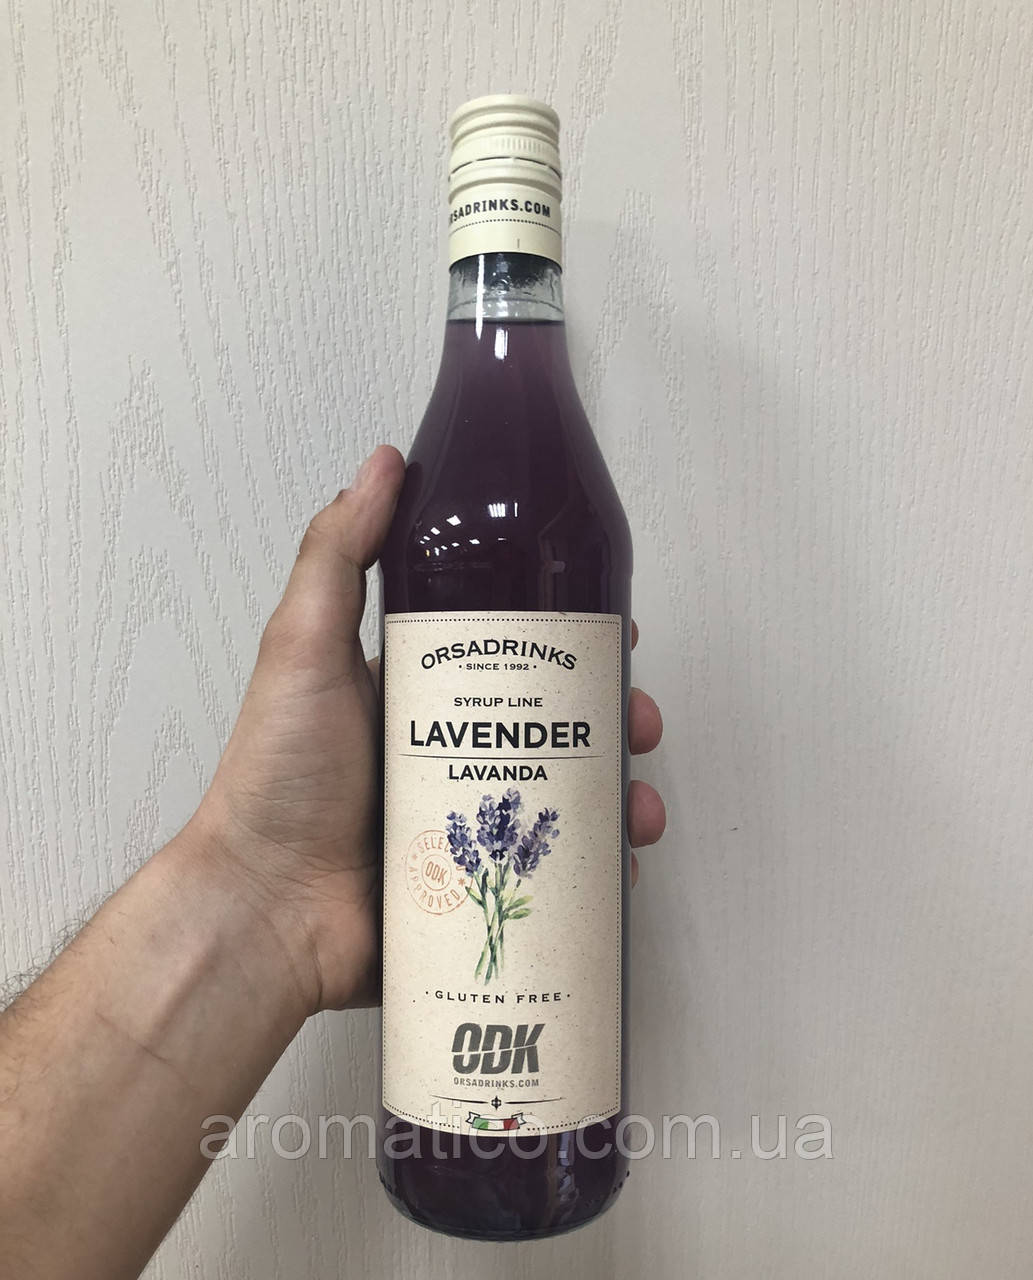 ORSADRINKS.COM
ORSADRINKS
• SINCE 1992 •
SYRUP LINE
LAVENDER
LAVANDA
ODK
APPROVED
• GLUTEN FREE •
ODK
ORSADRINKS.COM
aromatico.com.ua